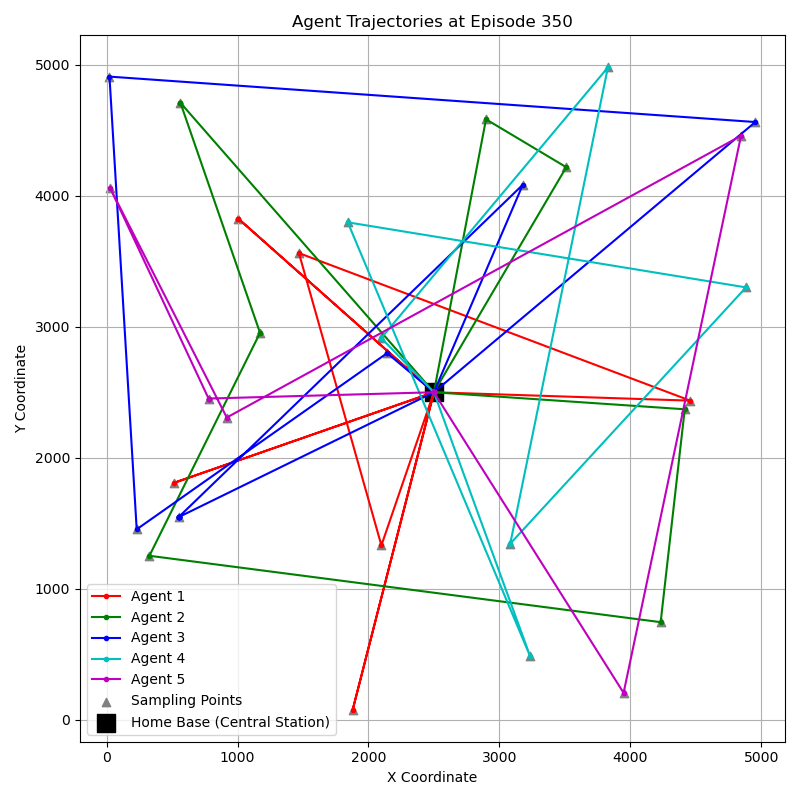 Agent Trajectories at Episode 350
5000
4000
3000
2000
1000
0
Y Coordinate
Agent 1
Agent 2
Agent 3
Agent 4
Agent 5
Sampling Points
Home Base (Central Station)
0 1000 2000 3000 4000 5000
X Coordinate